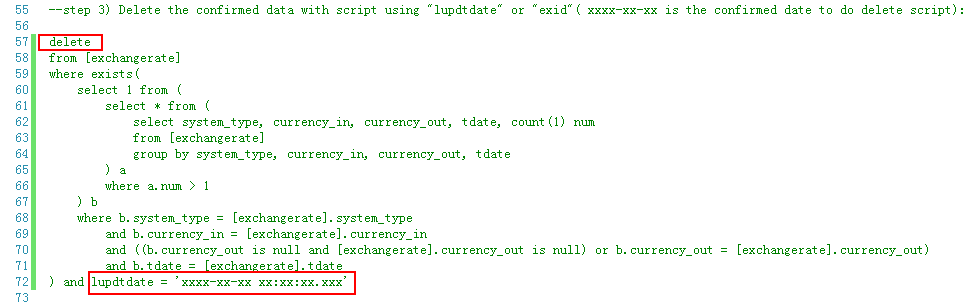 55 --step 3) Delete the confirmed data with script using "lupdtdate" or "exid"( xxxx-xx-xx is the confirmed date to do delete script):
56
57 delete
58 from [exchangerate]
59 where exists(
60     select 1 from (
61         select * from (
62             select system_type, currency_in, currency_out, tdate, count(1) num
63             from [exchangerate]
64             group by system_type, currency_in, currency_out, tdate
65         ) a
66         where a.num > 1
67     ) b
68     where b.system_type = [exchangerate].system_type
69         and b.currency_in = [exchangerate].currency_in
70         and ((b.currency_out is null and [exchangerate].currency_out is null) or b.currency_out = [exchangerate].currency_out)
71         and b.tdate = [exchangerate].tdate
72 ) and lupdtdate = 'xxxx-xx-xx xx:xx:xx.xxx'
73